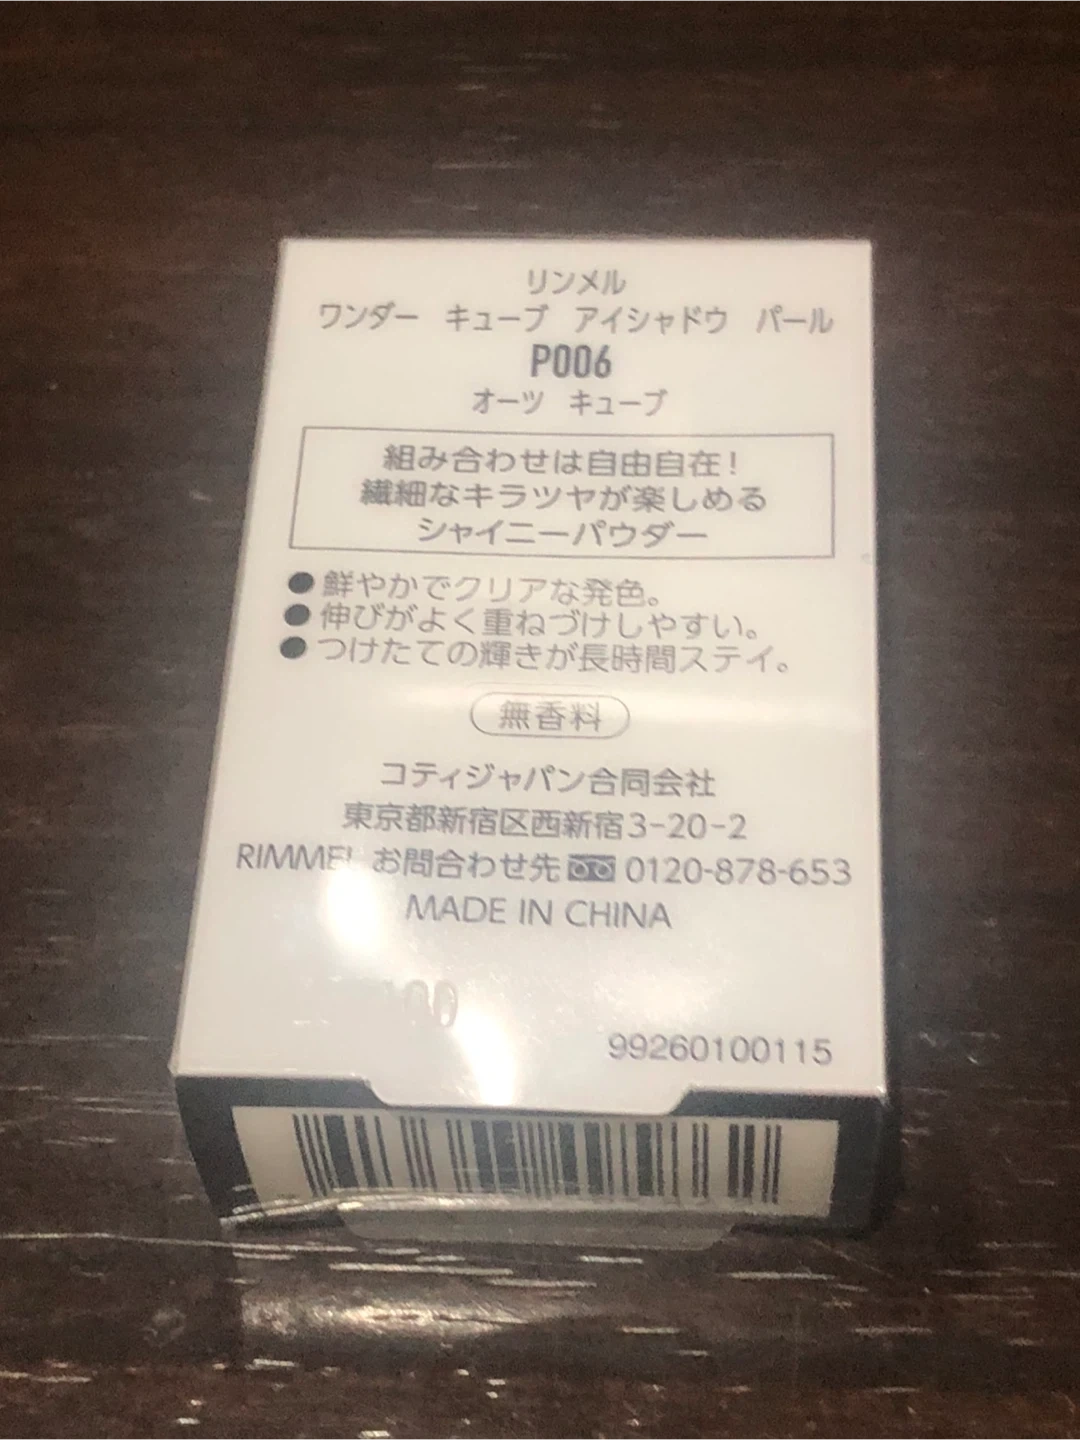 リンメル
ワンダー キューブ アイシャドウ パール
P006
オーツ キューブ
組み合わせは自由自在!
繊細なキラツヤが楽しめる
シャイニーパウダー
●鮮やかでクリアな発色。
●伸びがよく重ねづけしやすい。
●つけたての輝きが長時間ステイ。
無香料
コティジャパン合同会社
東京都新宿区西新宿3-20-2
RIMMEL お問合わせ先 0120-878-653
MADE IN CHINA
99260100115